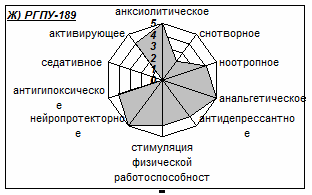 Ж) РГПУ-189
анксиолитическое
5
активирующее
4
снотворное
3
2
седативное
1
ноотропное
0
антигипоксическо
е
анальгетическое
нейропротекторно
е
антидепрессантно
е
стимуляция
физической
работоспособност